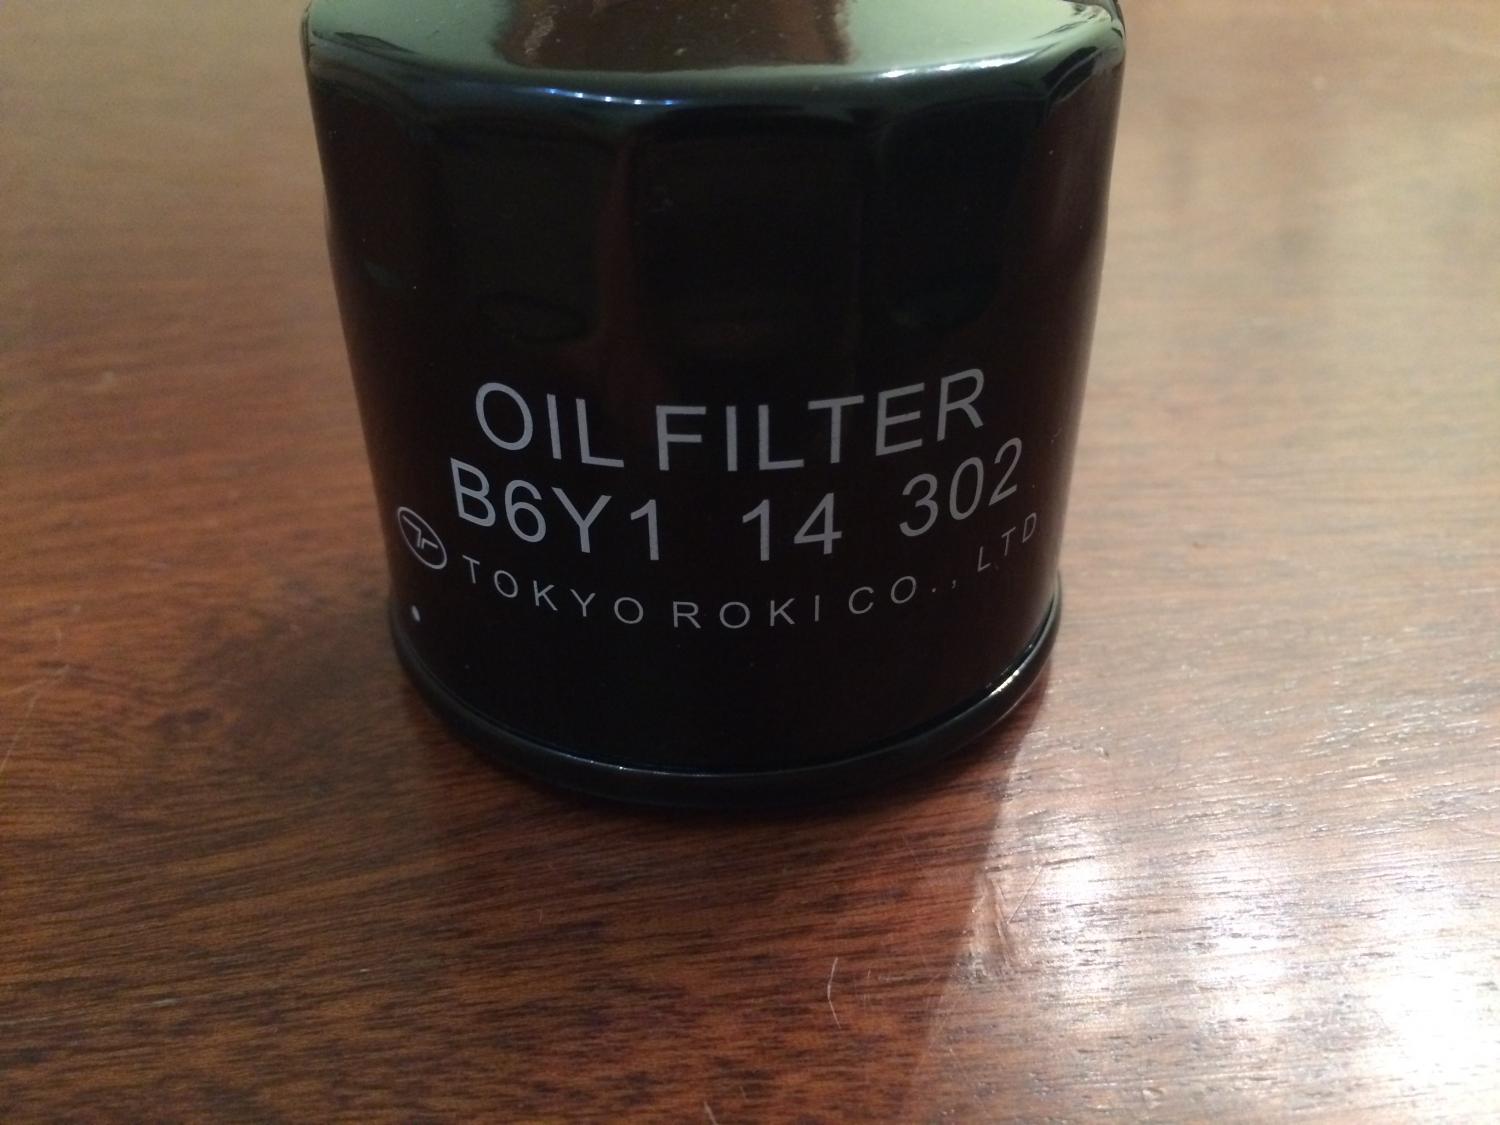 OIL FILTER
B6Y1 14 302
TOKYO ROKI CO., LTD